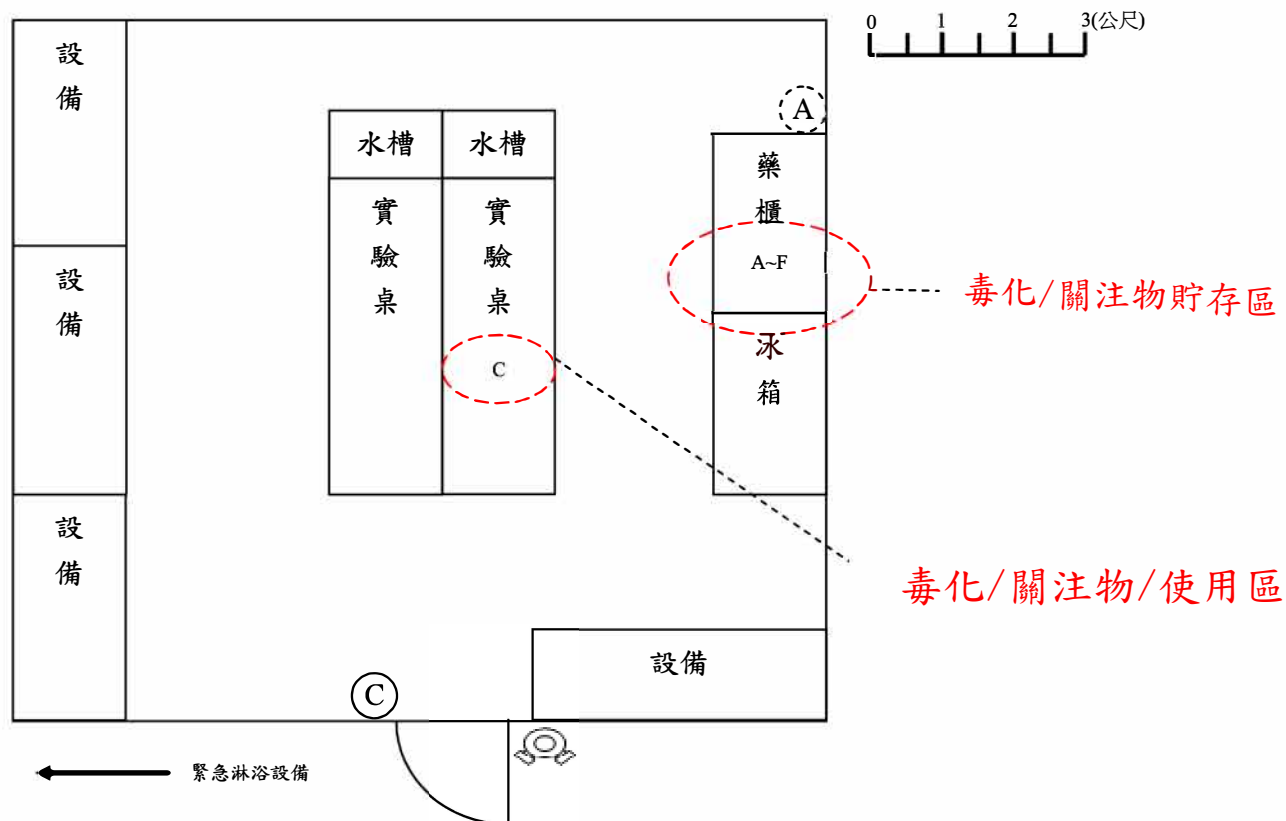 0 1 2 3(公尺)
設備
A
水槽
水槽
藥櫃
實驗桌
實驗桌
A~F
毒化/關注物貯存區
設備
冰箱
C
設備
毒化/關注物/使用區
設備
C
緊急淋浴設備